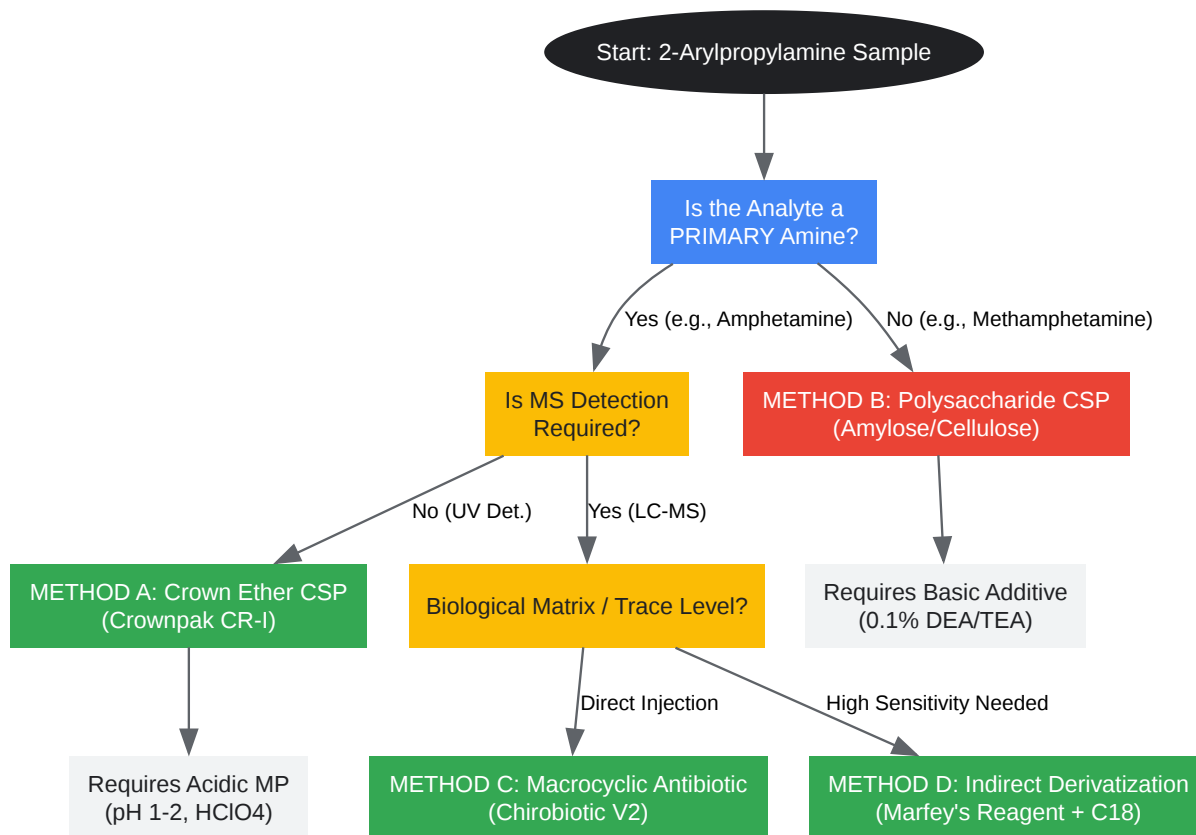 Start: 2-Arylpropylamine Sample
Is the Analyte a
PRIMARY Amine?
Yes (e.g., Amphetamine)
No (e.g., Methamphetamine)
Is MS Detection
Required?
METHOD B: Polysaccharide CSP
(Amylose/Cellulose)
No (UV Det.)
Yes (LC-MS)
METHOD A: Crown Ether CSP
(Crownpak CR-I)
Biological Matrix / Trace Level?
Requires Basic Additive
(0.1% DEA/TEA)
Direct Injection
High Sensitivity Needed
Requires Acidic MP
(pH 1-2, HClO4)
METHOD C: Macrocyclic Antibiotic
(Chirobiotic V2)
METHOD D: Indirect Derivatization
(Marfey's Reagent + C18)